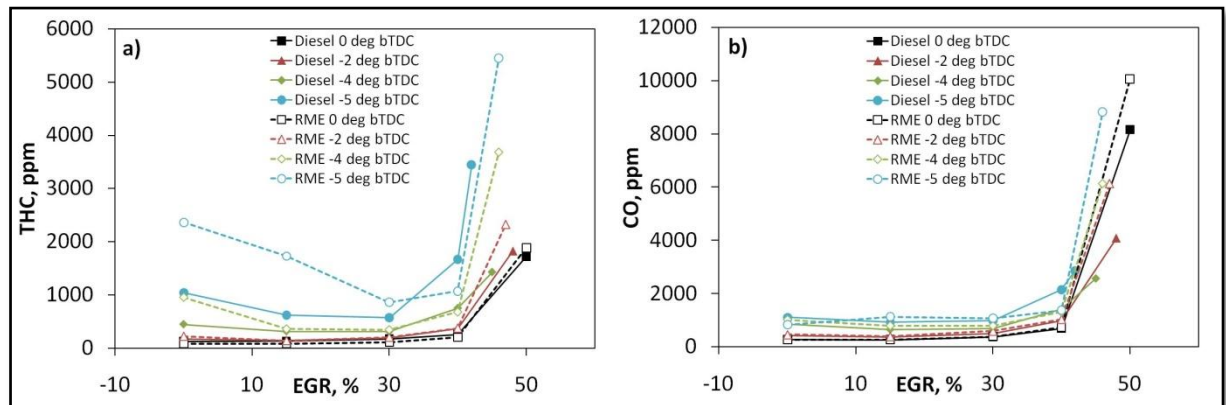 a)
Diesel 0 deg bTDC
Diesel -2 deg bTDC
Diesel -4 deg bTDC
Diesel -5 deg bTDC
RME 0 deg bTDC
RME -2 deg bTDC
RME -4 deg bTDC
RME -5 deg bTDC
THC, ppm
6000
5000
4000
3000
2000
1000
0
-10
10
30
50
EGR, %
b)
Diesel 0 deg bTDC
Diesel -2 deg bTDC
Diesel -4 deg bTDC
Diesel -5 deg bTDC
RME 0 deg bTDC
RME -2 deg bTDC
RME -4 deg bTDC
RME -5 deg bTDC
CO, ppm
12000
10000
8000
6000
4000
2000
0
-10
10
30
50
EGR, %